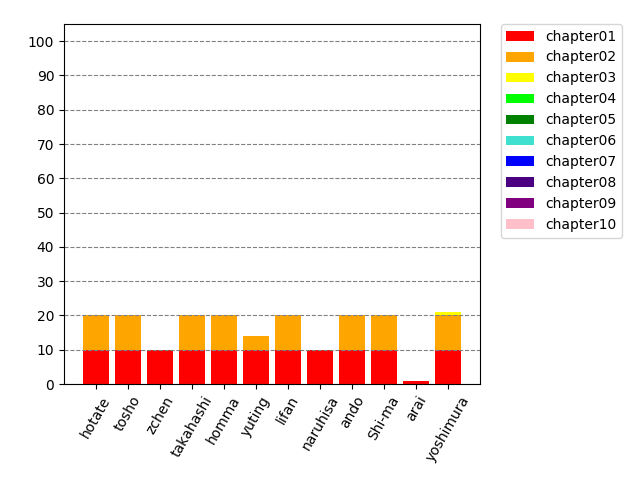 100
90
80
70
60
50
40
30
20
10
0
hotate
tosho
zchen
takahashi
homma
yuting
lifan
naruhisa
ando
Shi-ma
arai
yoshimura
chapter01
chapter02
chapter03
chapter04
chapter05
chapter06
chapter07
chapter08
chapter09
chapter10